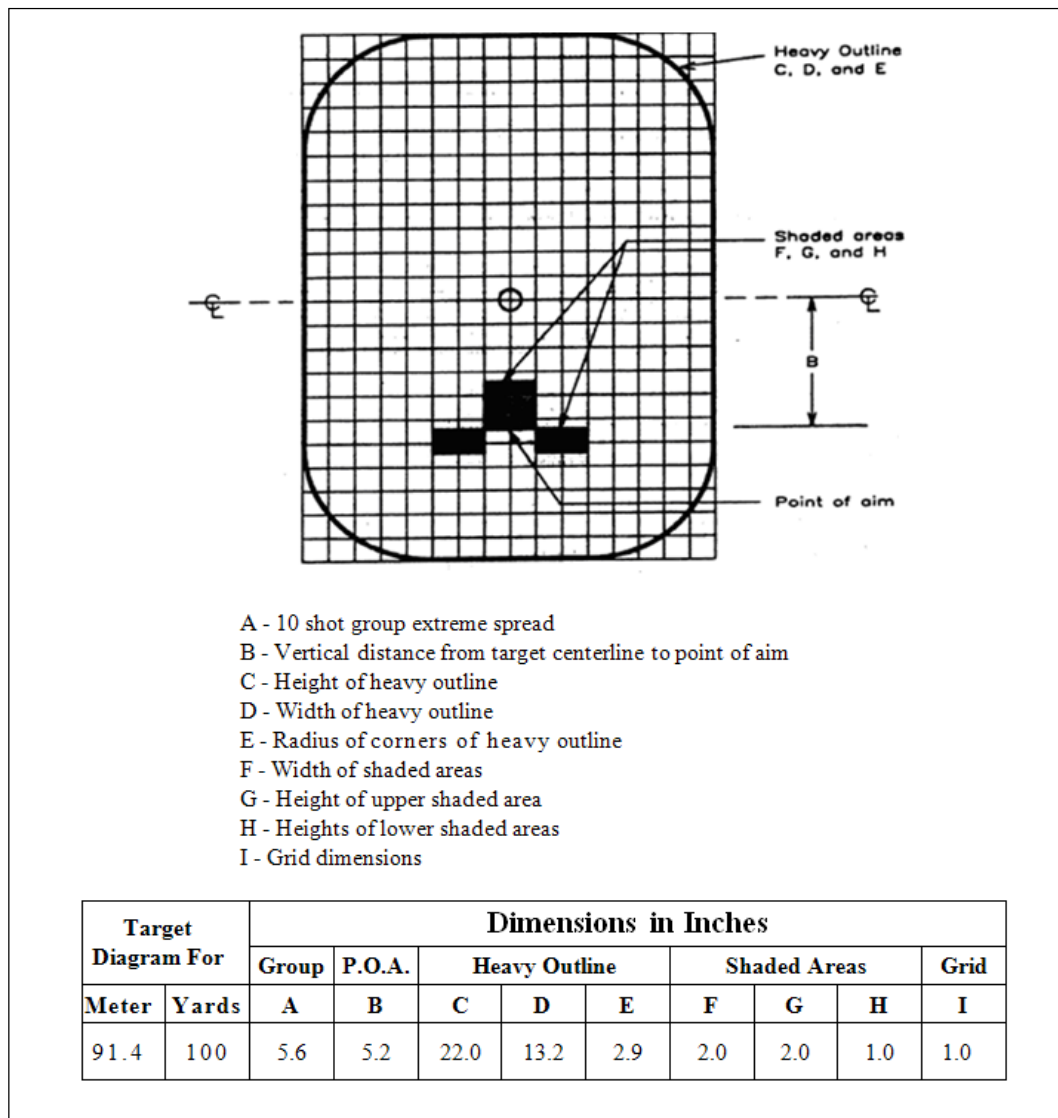 Heavy Outline
C, D, and E
Shaded areas
F, G, and H
℄
℄
B
Point of aim
A - 10 shot group extreme spread
B - Vertical distance from target centerline to point of aim
C - Height of heavy outline
D - Width of heavy outline
E - Radius of corners of heavy outline
F - Width of shaded areas
G - Height of upper shaded area
H - Heights of lower shaded areas
I - Grid dimensions
Target Diagram For Dimensions in Inches
Group P.O.A. Heavy Outline Shaded Areas Grid
Meter Yards A B C D E F G H I
91.4 100 5.6 5.2 22.0 13.2 2.9 2.0 2.0 1.0 1.0